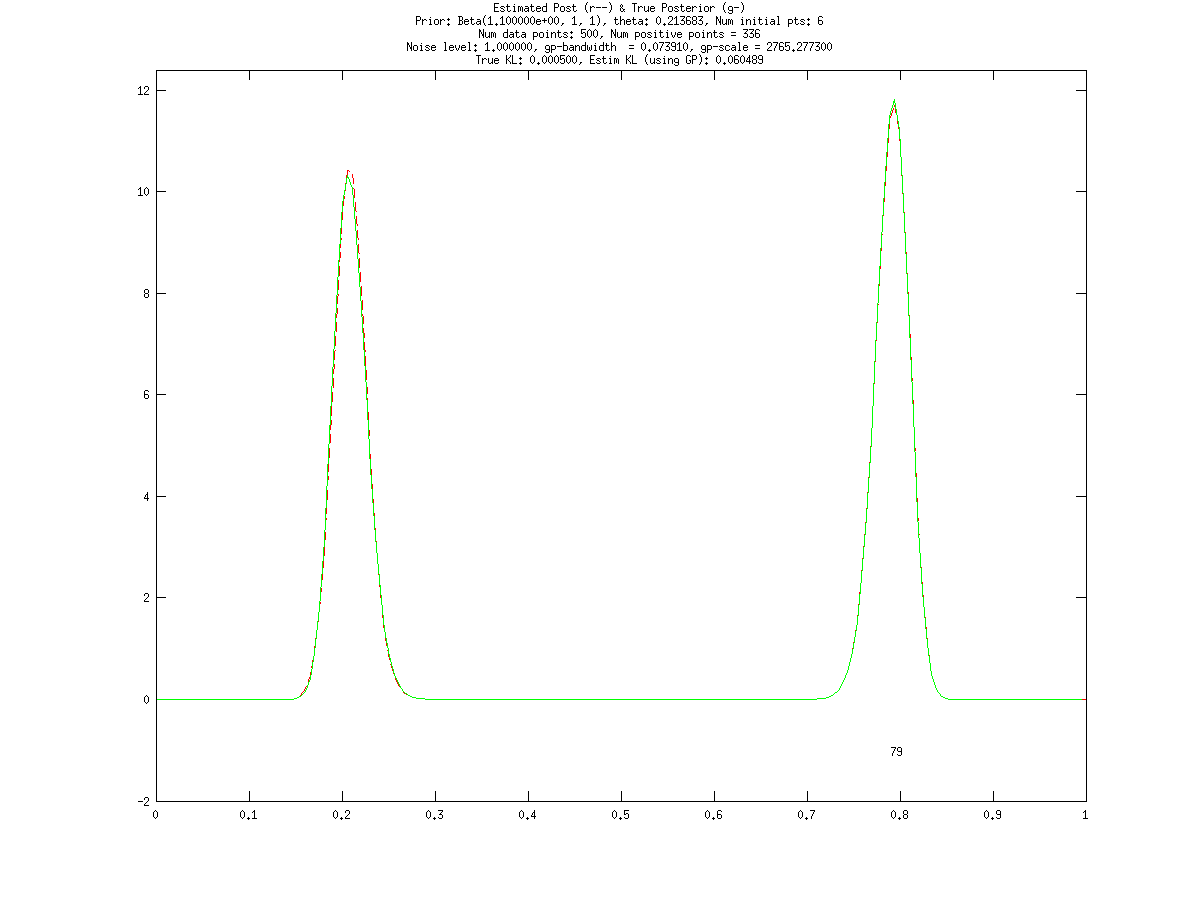 Estimated Post (r--) & True Posterior (g-)
Prior: Beta(1.100000e+00, 1, 1), theta: 0.213683, Num initial pts: 6
Num data points: 500, Num positive points = 336
Noise level: 1.000000, gp-bandwidth  = 0.073910, gp-scale = 2765.277300
True KL: 0.000500, Estim KL (using GP): 0.060489
12
10
8
6
4
2
0
79
-2
0 0.1 0.2 0.3 0.4 0.5 0.6 0.7 0.8 0.9 1